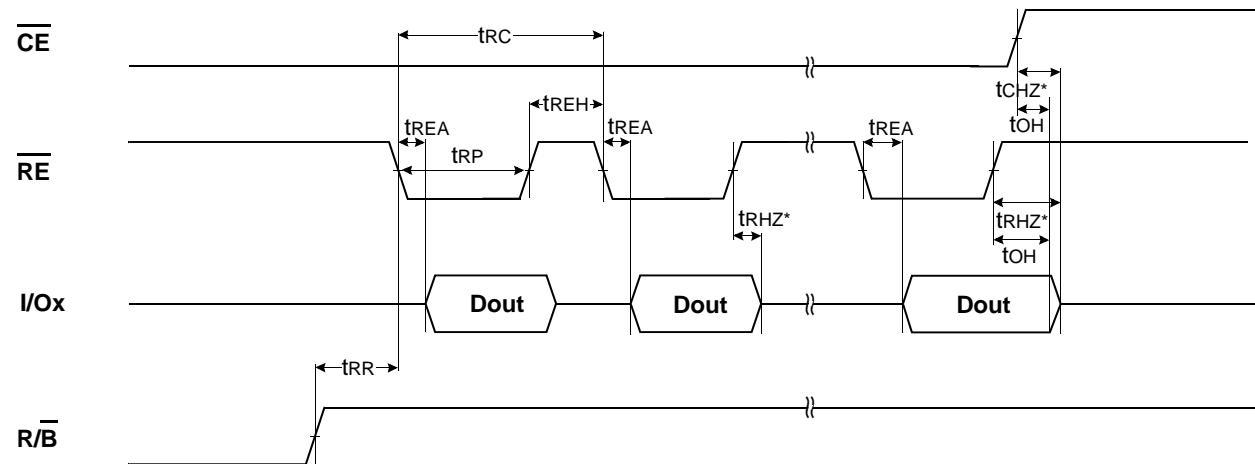 CE
tRC
tCHZ*
tREH
tOH
tREA
tREA
tREA
tRP
RE
tRHZ*
tRHZ*
tOH
I/Ox
Dout
Dout
Dout
tRR
R/B